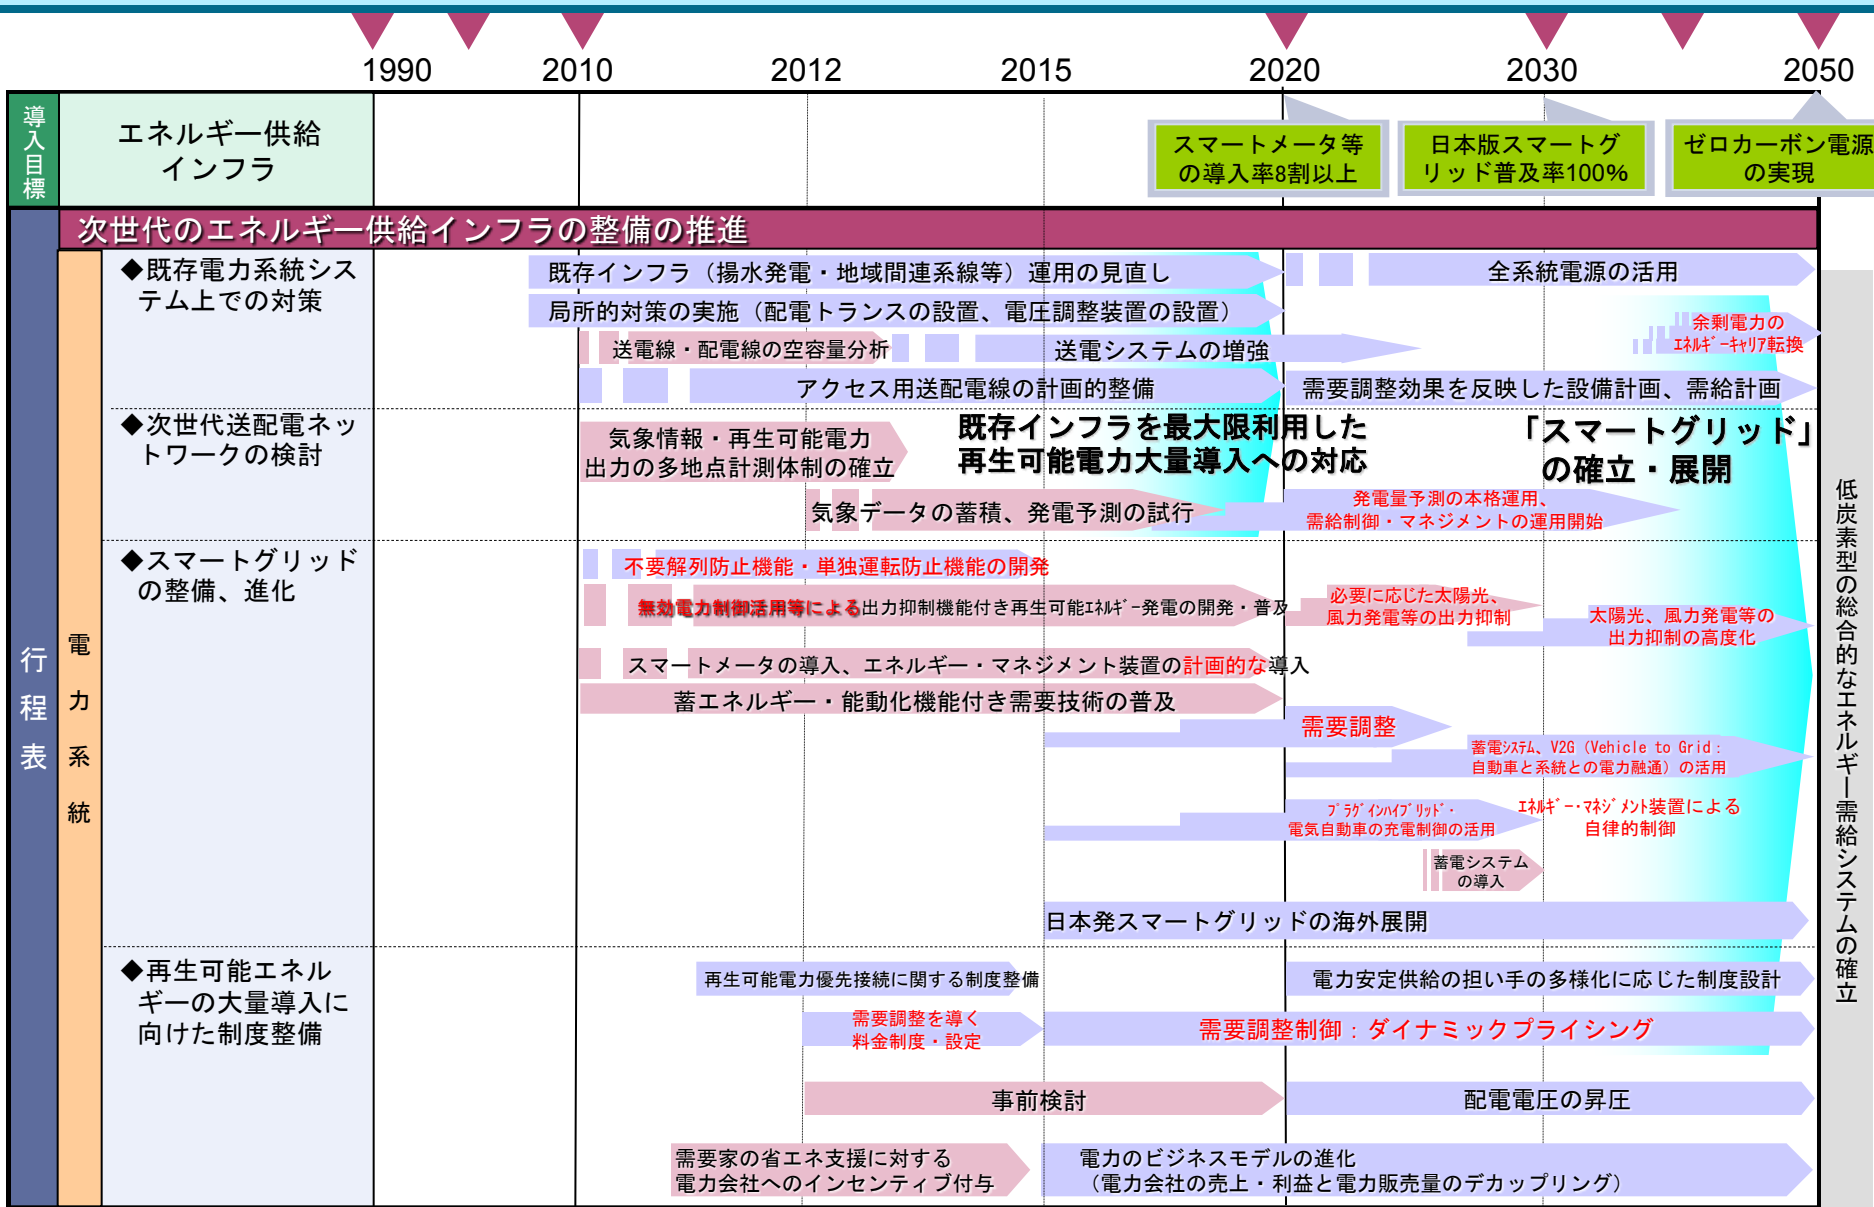 1990 2010 2012 2015 2020 2030 2050
導入目標
エネルギー供給
インフラ
スマートメータ等
の導入率8割以上
日本版スマートグ
リッド普及率100%
ゼロカーボン電源
の実現
行程表
次世代のエネルギー供給インフラの整備の推進
電力系統
◆既存電力系統シス
テム上での対策
既存インフラ（揚水発電・地域間連系線等）運用の見直し
全系統電源の活用
局所的対策の実施（配電トランスの設置、電圧調整装置の設置）
送電線・配電線の空容量分析
送電システムの増強
余剰電力の
ｴﾈﾙｷﾞｰｷｬﾘｱ転換
アクセス用送配電線の計画的整備
需要調整効果を反映した設備計画、需給計画
◆次世代送配電ネッ
トワークの検討
気象情報・再生可能電力
出力の多地点計測体制の確立
既存インフラを最大限利用した
再生可能電力大量導入への対応
「スマートグリッド」
の確立・展開
気象データの蓄積、発電予測の試行
発電量予測の本格運用、
需給制御・マネジメントの運用開始
◆スマートグリッド
の整備、進化
不要解列防止機能・単独運転防止機能の開発
無効電力制御活用等による出力抑制機能付き再生可能ｴﾈﾙｷﾞｰ発電の開発・普及
必要に応じた太陽光、
風力発電等の出力抑制
太陽光、風力発電等の
出力抑制の高度化
スマートメータの導入、エネルギー・マネジメント装置の計画的な導入
蓄エネルギー・能動化機能付き需要技術の普及
需要調整
蓄電ｼｽﾃﾑ、V2G（Vehicle to Grid：
自動車と系統との電力融通）の活用
ﾌﾟﾗｸﾞｲﾝﾊｲﾌﾞﾘｯﾄﾞ・
電気自動車の充電制御の活用
ｴﾈﾙｷﾞｰ・ﾏﾈｼﾞﾒﾝﾄ装置による
自律的制御
蓄電システム
の導入
日本発スマートグリッドの海外展開
◆再生可能エネル
ギーの大量導入に
向けた制度整備
再生可能電力優先接続に関する制度整備
電力安定供給の担い手の多様化に応じた制度設計
需要調整を導く
料金制度・設定
需要調整制御：ダイナミックプライシング
事前検討
配電電圧の昇圧
需要家の省エネ支援に対する
電力会社へのインセンティブ付与
電力のビジネスモデルの進化
（電力会社の売上・利益と電力販売量のデカップリング）
低炭素型の総合的なエネルギー需給システムの確立